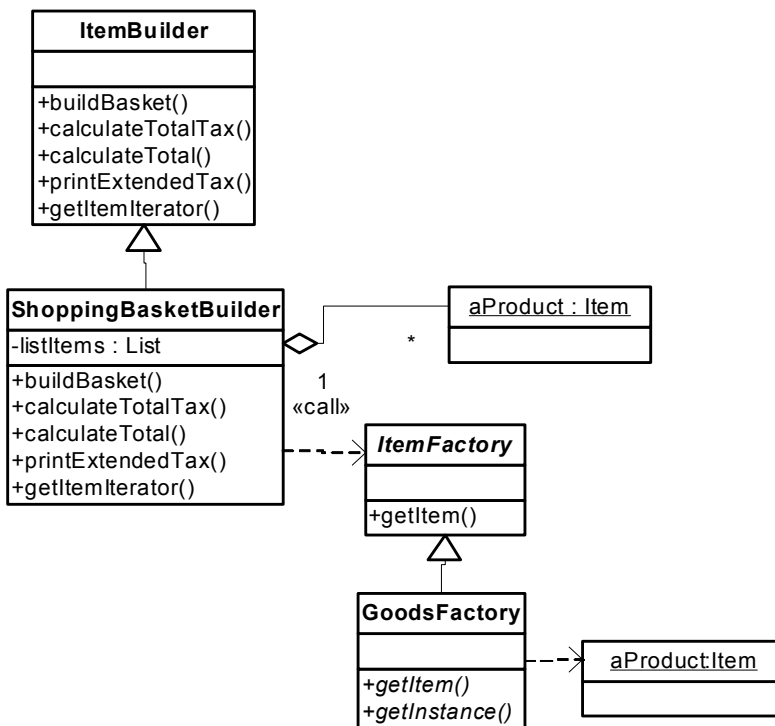 ItemBuilder
+buildBasket()
+calculateTotalTax()
+calculateTotal()
+printExtendedTax()
+getItemIterator()
ShoppingBasketBuilder
-listItems : List
+buildBasket()
+calculateTotalTax()
+calculateTotal()
+printExtendedTax()
+getItemIterator()
aProduct : Item
*
1
«call»
ItemFactory
+getItem()
GoodsFactory
+getItem()
+getInstance()
aProduct:Item